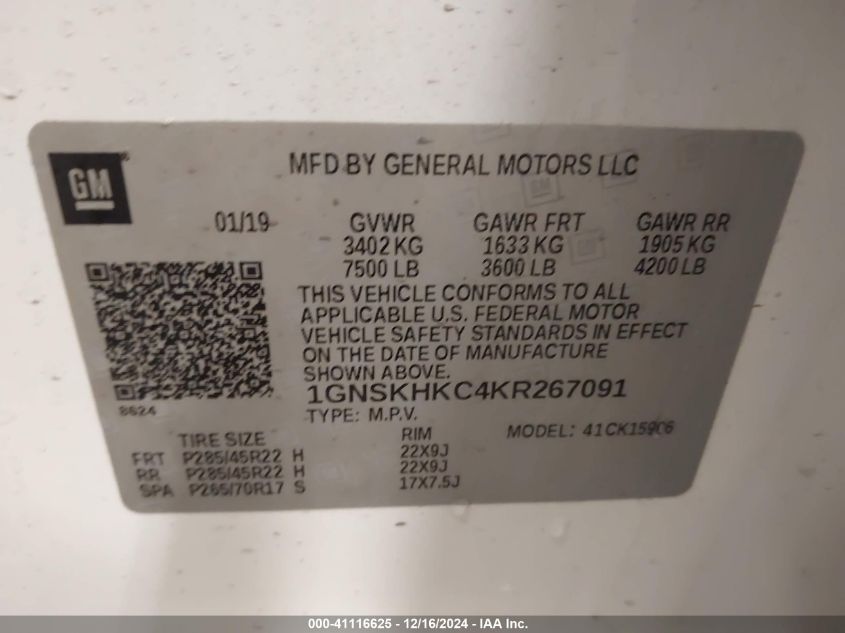 GM
MFD BY GENERAL MOTORS LLC
01/19 GVWR GAWR FRT GAWR RR
3402 KG 1633 KG 1905 KG
7500 LB 3600 LB 4200 LB
THIS VEHICLE CONFORMS TO ALL
APPLICABLE U.S. FEDERAL MOTOR
VEHICLE SAFETY STANDARDS IN EFFECT
ON THE DATE OF MANUFACTURE
SHOWN ABOVE.
1GNSKHKC4KR267091
8624
TYPE: M.P.V.
TIRE SIZE RIM MODEL: 41CK15906
FRT P285/45R22 H 22X9J
RR P285/45R22 H 22X9J
SPA P265/70R17 S 17X7.5J
000-41116625 - 12/16/2024 - IAA Inc.